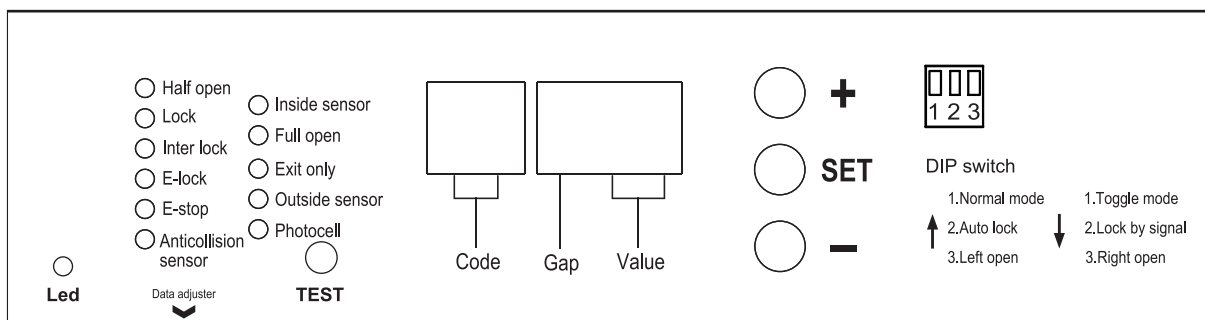 Half open
Lock
Inter lock
E-lock
E-stop
Anticollision
sensor
Inside sensor
Full open
Exit only
Outside sensor
Photocell
Led
Data adjuster
TEST
Code
Gap
Value
+
SET
−
1 2 3
DIP switch
1.Normal mode
2.Auto lock
3.Left open
1.Toggle mode
2.Lock by signal
3.Right open